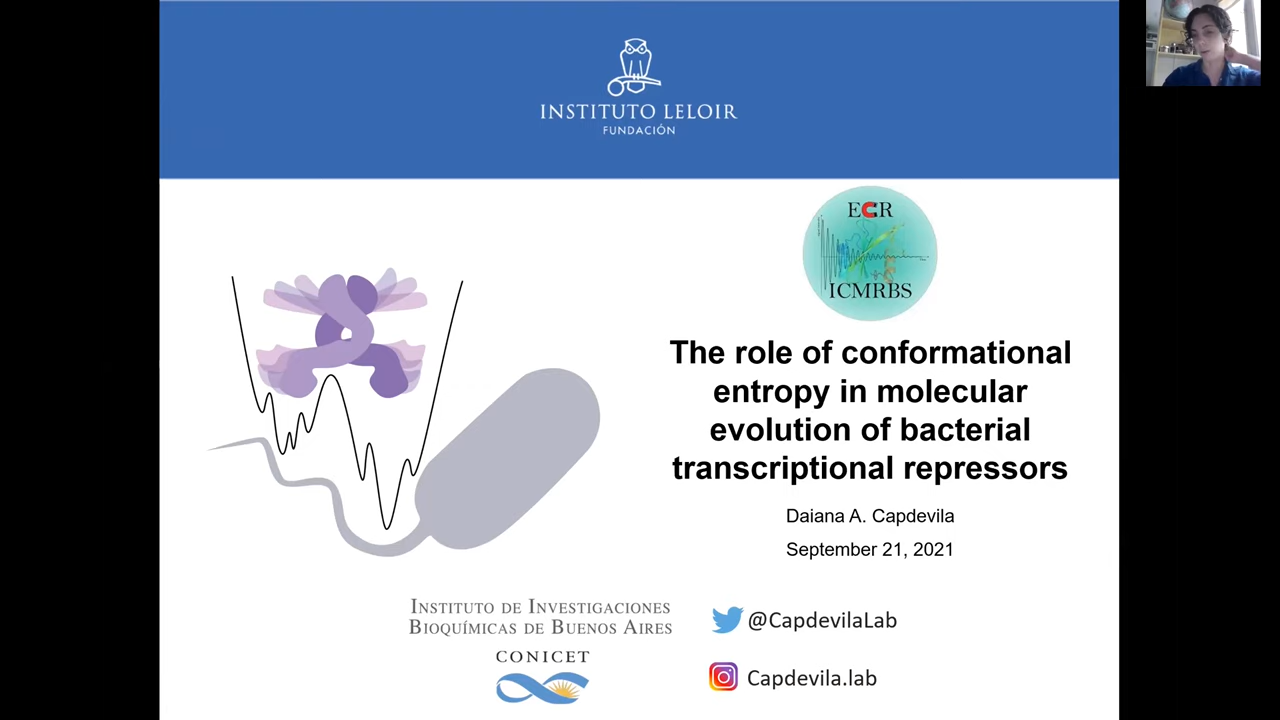 INSTITUTO LELOIR
FUNDACIÓN
ECR
ICMRBS
The role of conformational
entropy in molecular
evolution of bacterial
transcriptional repressors
Daiana A. Capdevila
September 21, 2021
INSTITUTO DE INVESTIGACIONES
BIOQUÍMICAS DE BUENOS AIRES
CONICET
@CapdevilaLab
Capdevila.lab